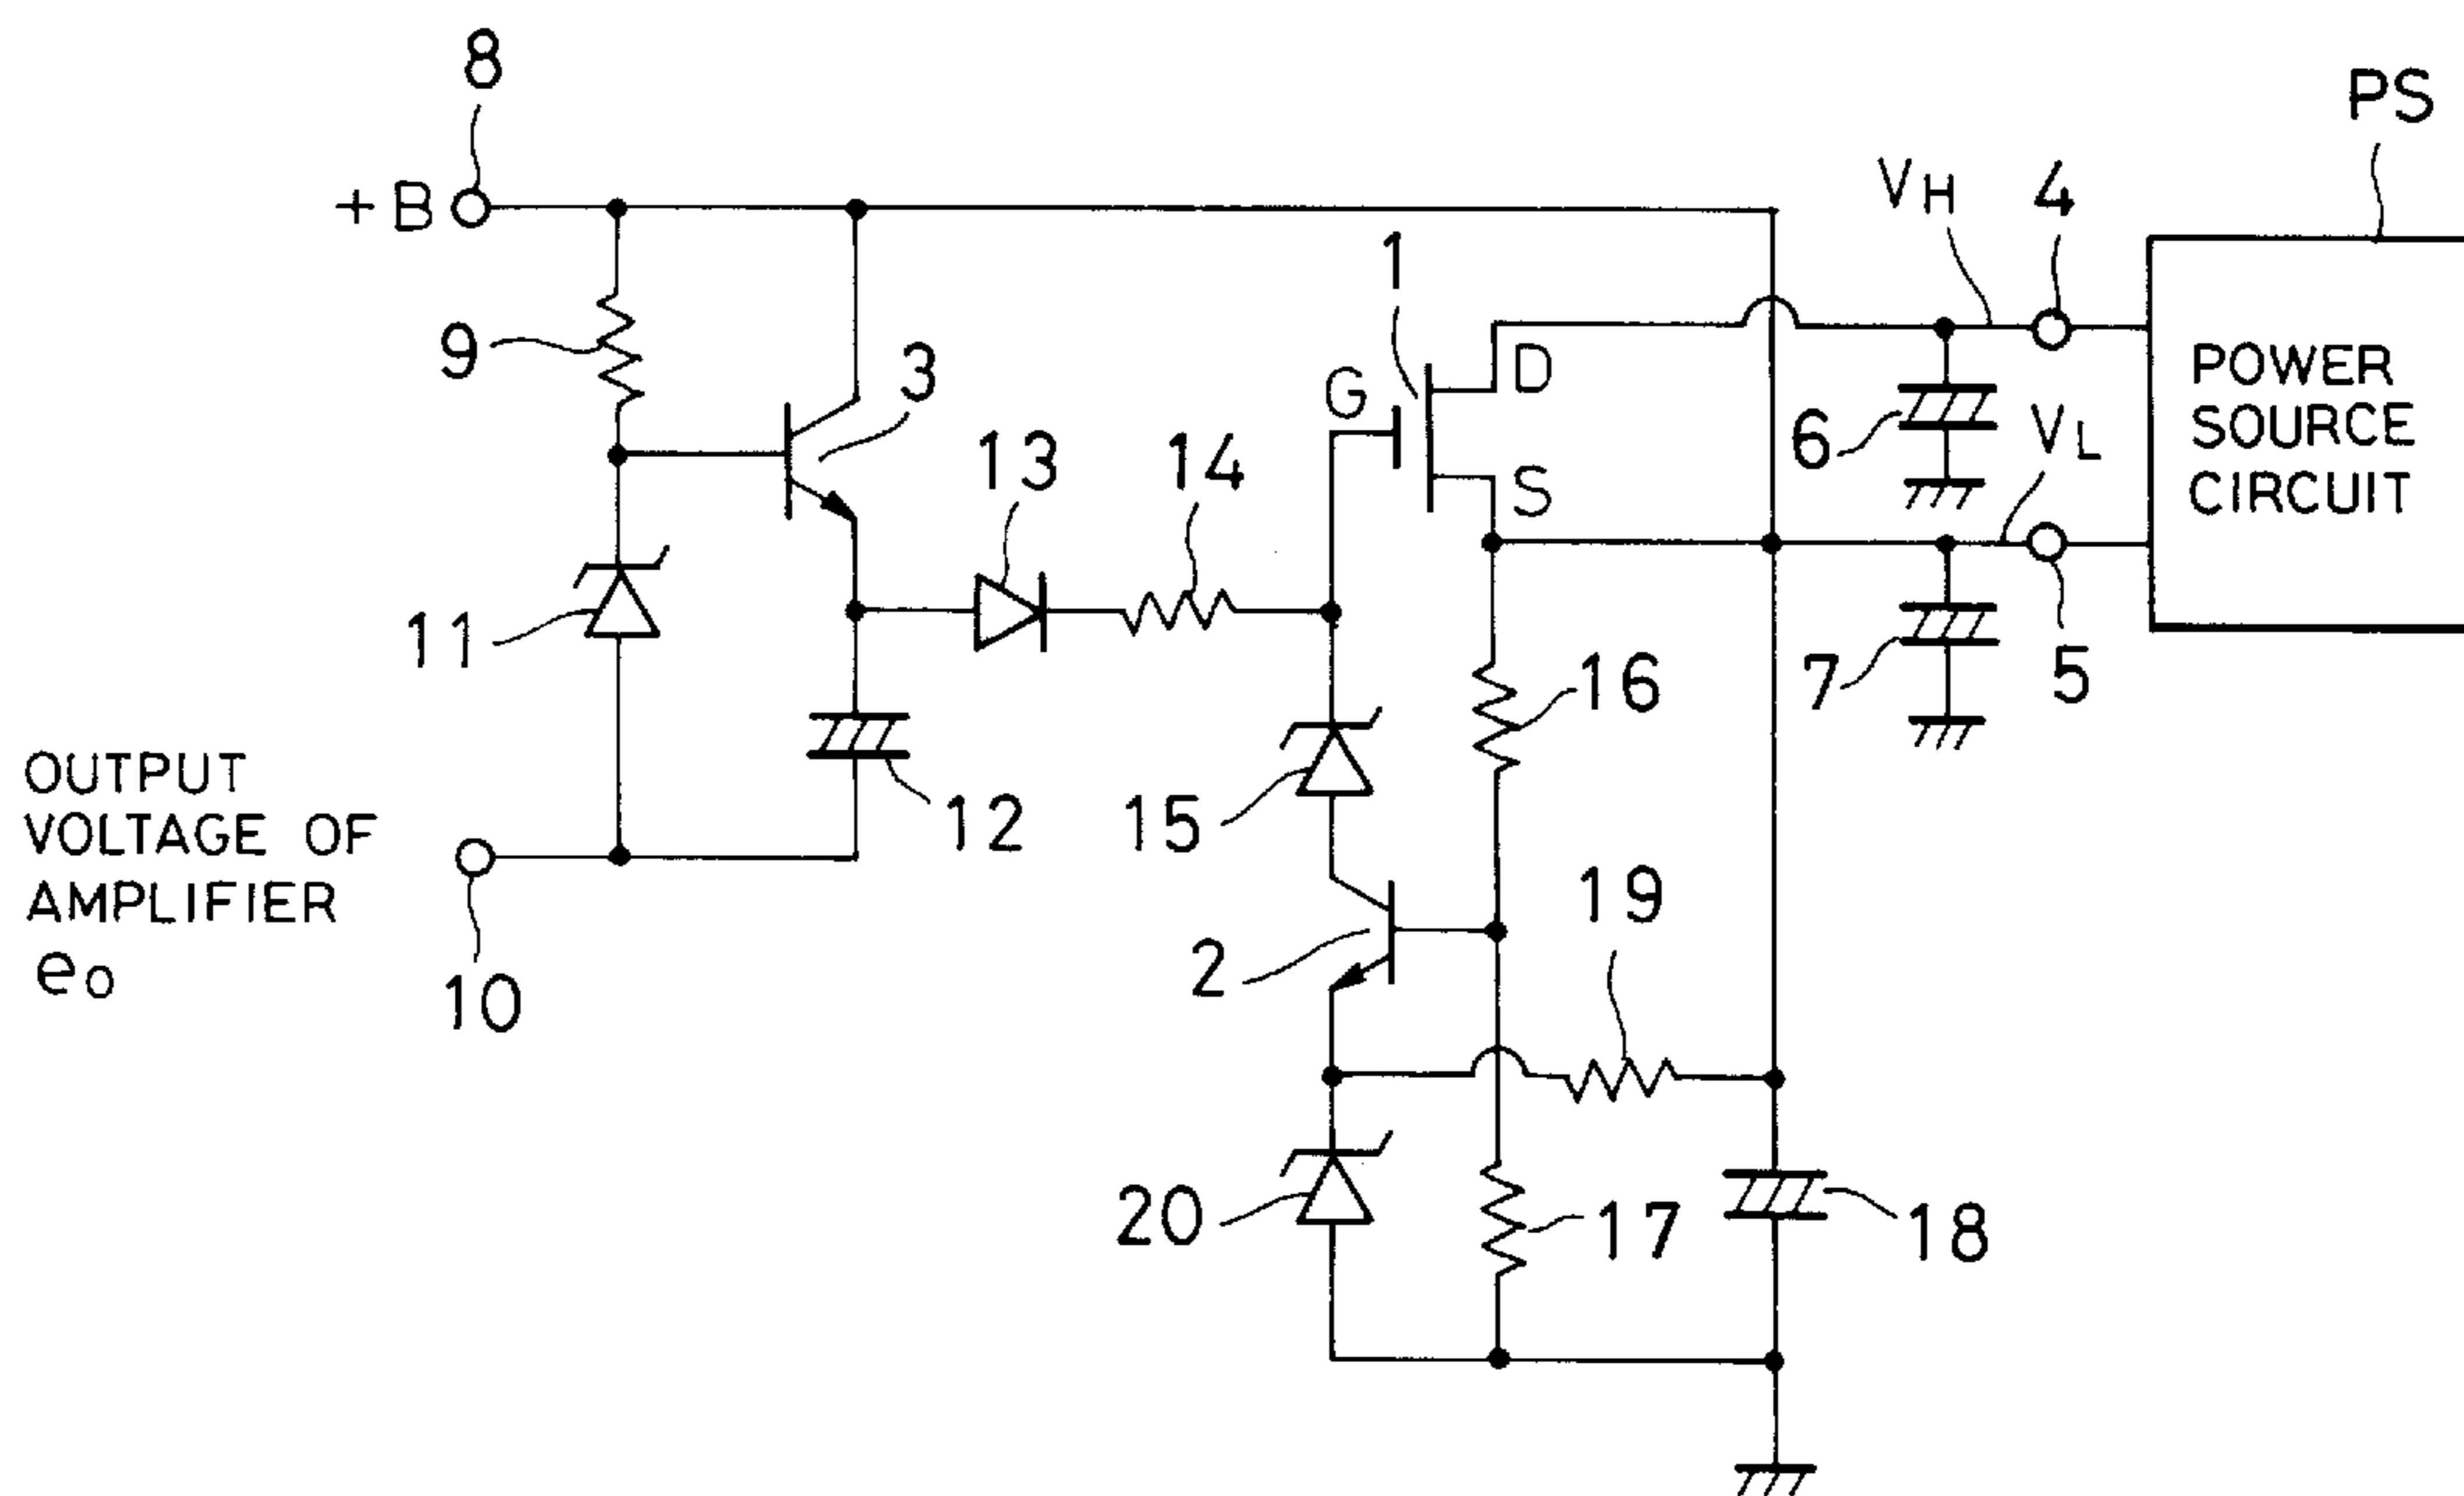 8
PS
+B
VH
4
1
9
3
G
D
POWER
SOURCE
CIRCUIT
6
VL
13
14
S
11
16
7
5
OUTPUT
VOLTAGE OF
AMPLIFIER
eo
12
15
19
2
10
20
17
18